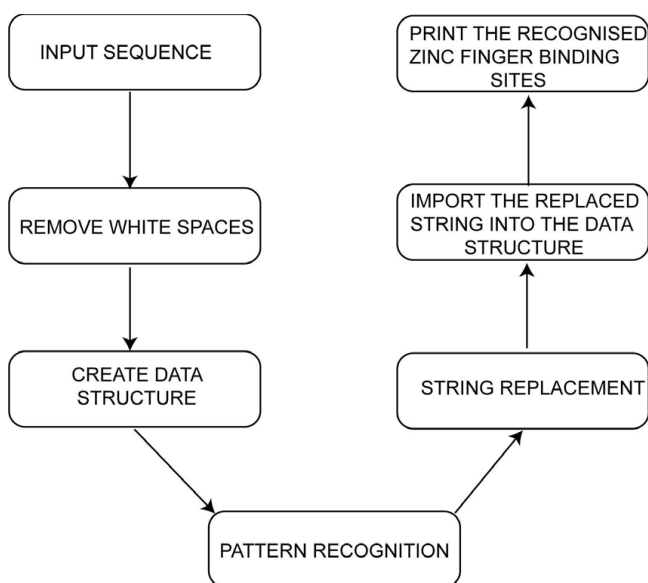 INPUT SEQUENCE
REMOVE WHITE SPACES
CREATE DATA
STRUCTURE
PATTERN RECOGNITION
STRING REPLACEMENT
IMPORT THE REPLACED
STRING INTO THE DATA
STRUCTURE
PRINT THE RECOGNISED
ZINC FINGER BINDING
SITES